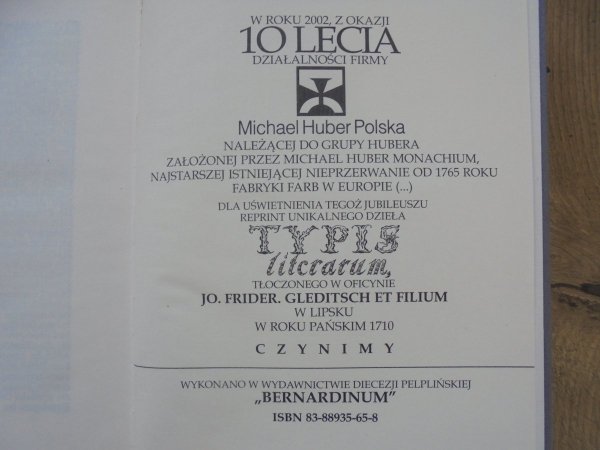 W ROKU 2002, Z OKAZJI
10 LECIA
DZIAŁALNOŚCI FIRMY
Michael Huber Polska
NALEŻĄCEJ DO GRUPY HUBERA
ZAŁOŻONEJ PRZEZ MICHAEL HUBER MONACHIUM,
NAJSTARSZEJ ISTNIEJĄCEJ NIEPRZERWANIE OD 1765 ROKU
FABRYKI FARB W EUROPIE (...)
DLA UŚWIETNIENIA TEGOŻ JUBILEUSZU
REPRINT UNIKALNEGO DZIEŁA
TYPIS
literarum,
TŁOCZONEGO W OFICYNIE
JO. FRIDER. GLEDITSCH ET FILIUM
W LIPSKU
W ROKU PAŃSKIM 1710
C Z Y N I M Y
WYKONANO W WYDAWNICTWIE DIECEZJI PELPLIŃSKIEJ
„BERNARDINUM"
ISBN 83-88935-65-8